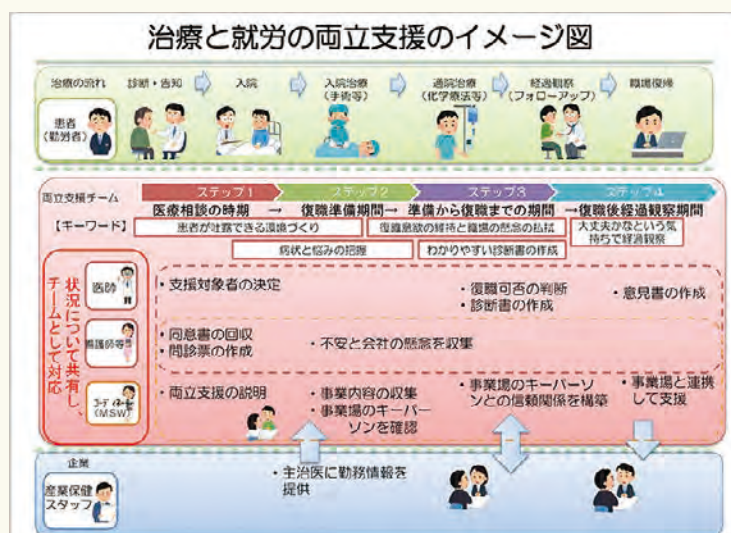 治療と就労の両立支援のイメージ図
治療の流れ
診断・告知
入院
入院治療
(手術等)
通院治療
(化学療法等)
経過観察
(フォローアップ)
職場復帰
患者
(勤労者)
両立支援チーム
ステップ1
ステップ2
ステップ3
ステップ4
医療相談の時期 → 復職準備期間→ 準備から復職までの期間 →復職後経過観察期間
【キーワード】
患者が吐露できる環境づくり
復職意欲の維持と職場の懸念の払拭
大丈夫かなという気
持ちで経過観察
病状と悩みの把握
わかりやすい診断書の作成
状況について共有し、
チームとして対応
医師
・支援対象者の決定
・復職可否の判断
・診断書の作成
・意見書の作成
看護師等
・同意書の回収
・問診票の作成
・不安と会社の懸念を収集
(MSW)
・両立支援の説明
・事業内容の収集
・事業場のキーパー
ソンを確認
・事業場のキーパーソ
ンとの信頼関係を構築
・事業場と連携
して支援
企業
産業保健
スタッフ
・主治医に勤務情報を
提供